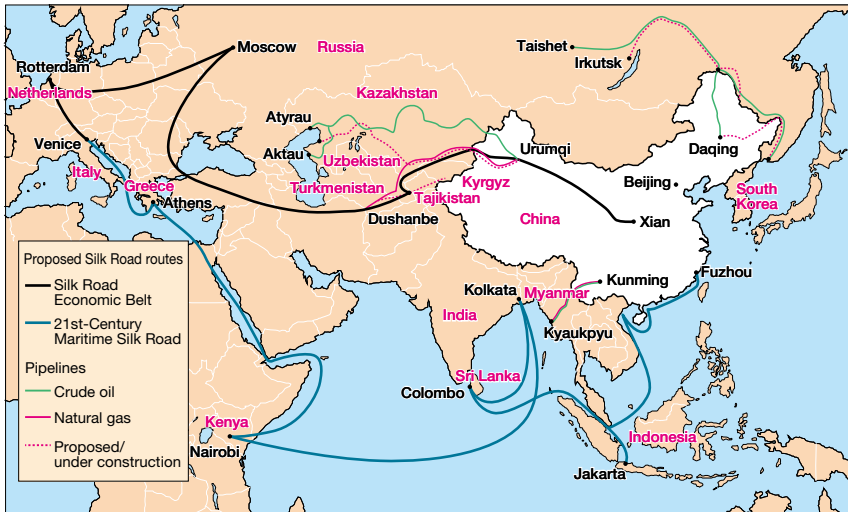 Moscow
Russia
Taishet
Irkutsk
Rotterdam
Netherlands
Kazakhstan
Atyrau
Venice
Urumqi
Daqing
Aktau
Uzbekistan
Italy
Greece
Turkmenistan
Kyrgyz
Beijing
South
Korea
Tajikistan
Athens
Dushanbe
China
Xian
Proposed Silk Road routes
Silk Road
Economic Belt
21st-Century
Maritime Silk Road
Pipelines
Crude oil
Natural gas
Proposed/
under construction
Kunming
Fuzhou
Kolkata
Myanmar
India
Kyaukpyu
Sri Lanka
Colombo
Kenya
Nairobi
Indonesia
Jakarta